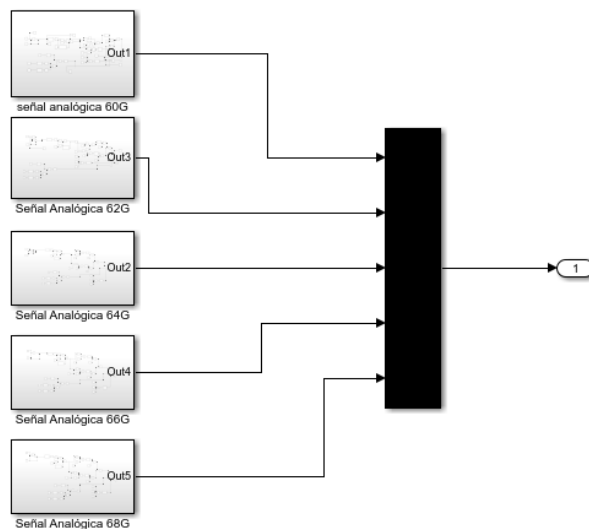 Out1
señal analógica 60G
Out3
Señal Analógica 62G
Out2
Señal Analógica 64G
Out4
Señal Analógica 66G
Out5
Señal Analógica 68G
1